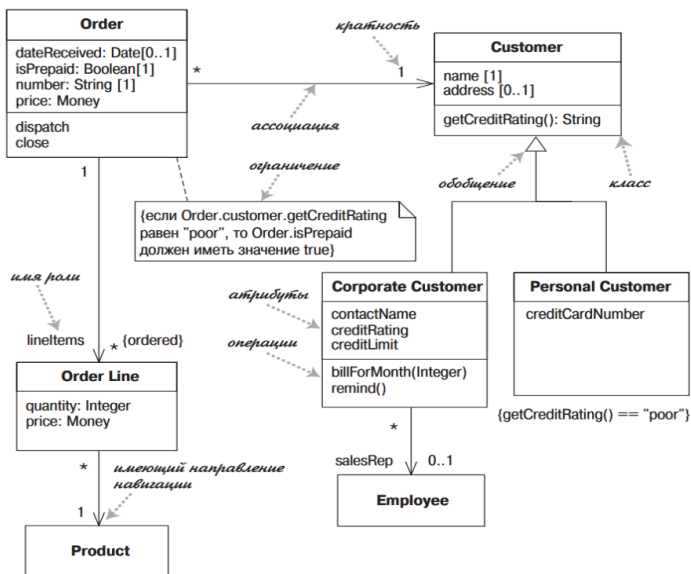 Order
dateReceived: Date[0..1]
isPrepaid: Boolean[1]
number: String [1]
price: Money
dispatch
close
*
1
кратность
ассоциация
Customer
name [1]
address [0..1]
getCreditRating(): String
1
ограничение
обобщение
класс
{если Order.customer.getCreditRating
равен "poor", то Order.isPrepaid
должен иметь значение true}
имя роли
lineItems
* {ordered}
атрибуты
операции
Corporate Customer
contactName
creditRating
creditLimit
billForMonth(Integer)
remind()
Personal Customer
creditCardNumber
{getCreditRating() == "poor"}
Order Line
quantity: Integer
price: Money
*
имеющий направление
навигации
1
Product
*
salesRep
0..1
Employee